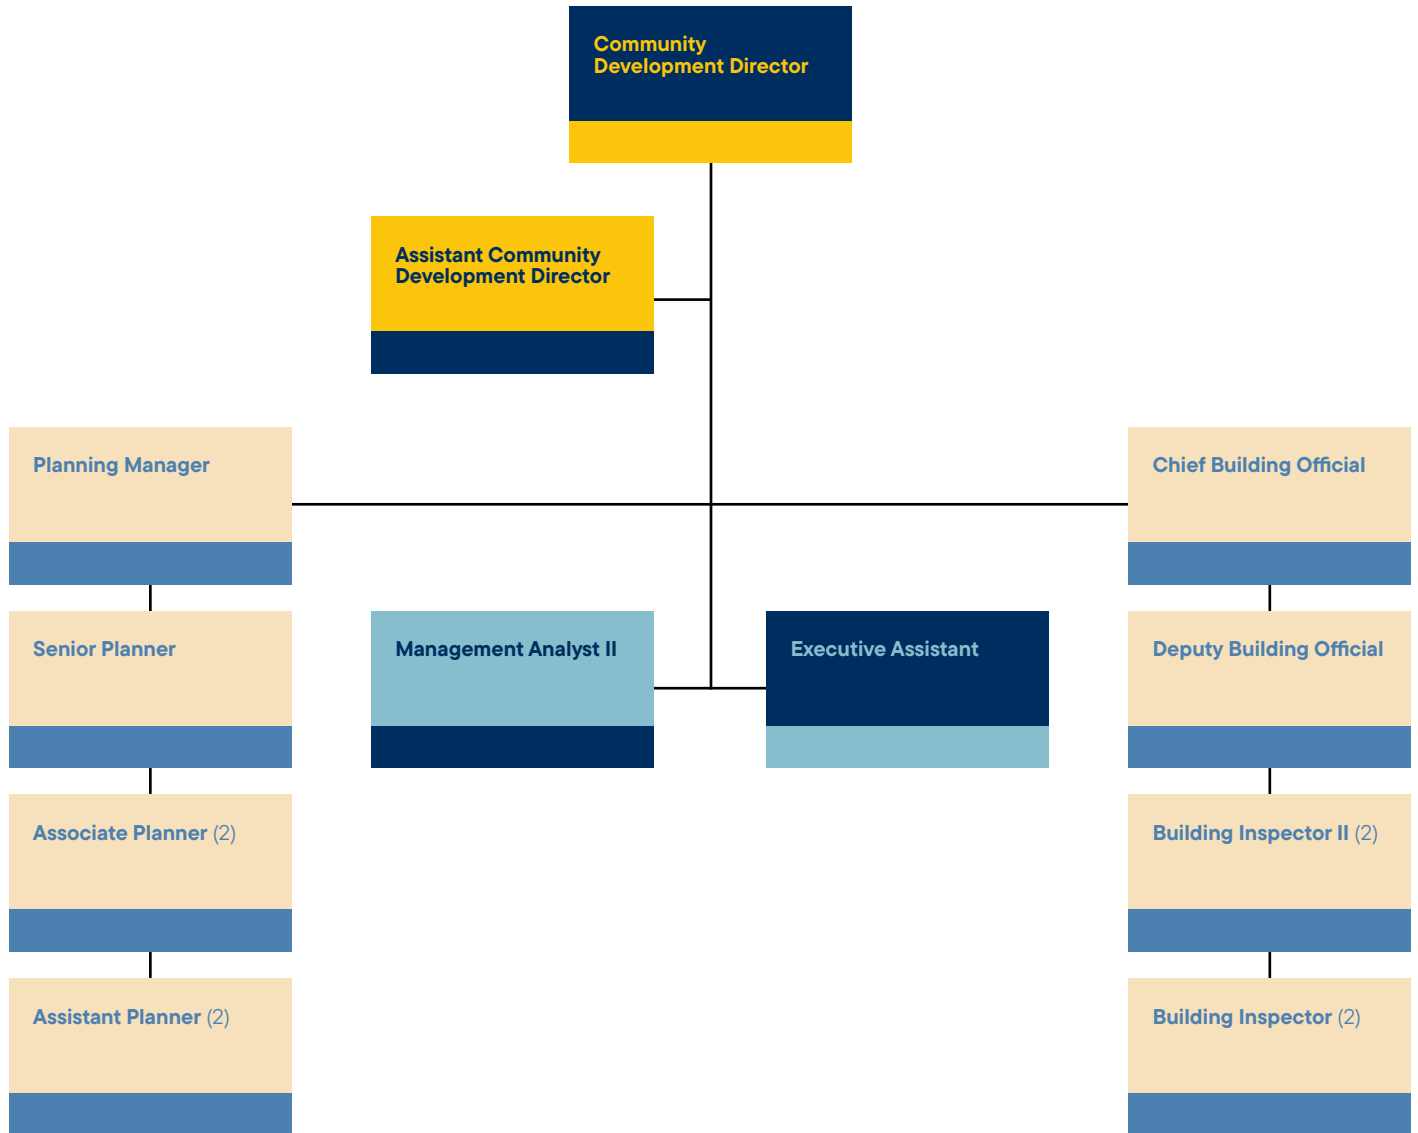 Community
Development Director
Assistant Community
Development Director
Planning Manager
Chief Building Official
Senior Planner
Management Analyst II
Executive Assistant
Deputy Building Official
Associate Planner (2)
Building Inspector II (2)
Assistant Planner (2)
Building Inspector (2)